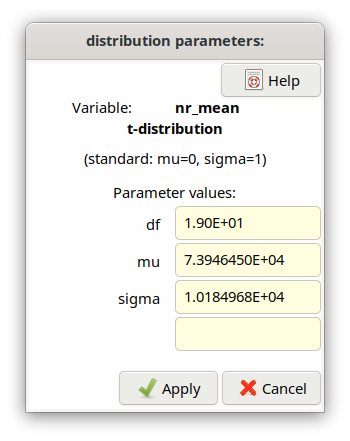 distribution parameters:
Help
Variable: nr_mean
t-distribution
(standard: mu=0, sigma=1)
Parameter values:
df 1.90E+01
mu 7.3946450E+04
sigma 1.0184968E+04
Apply Cancel